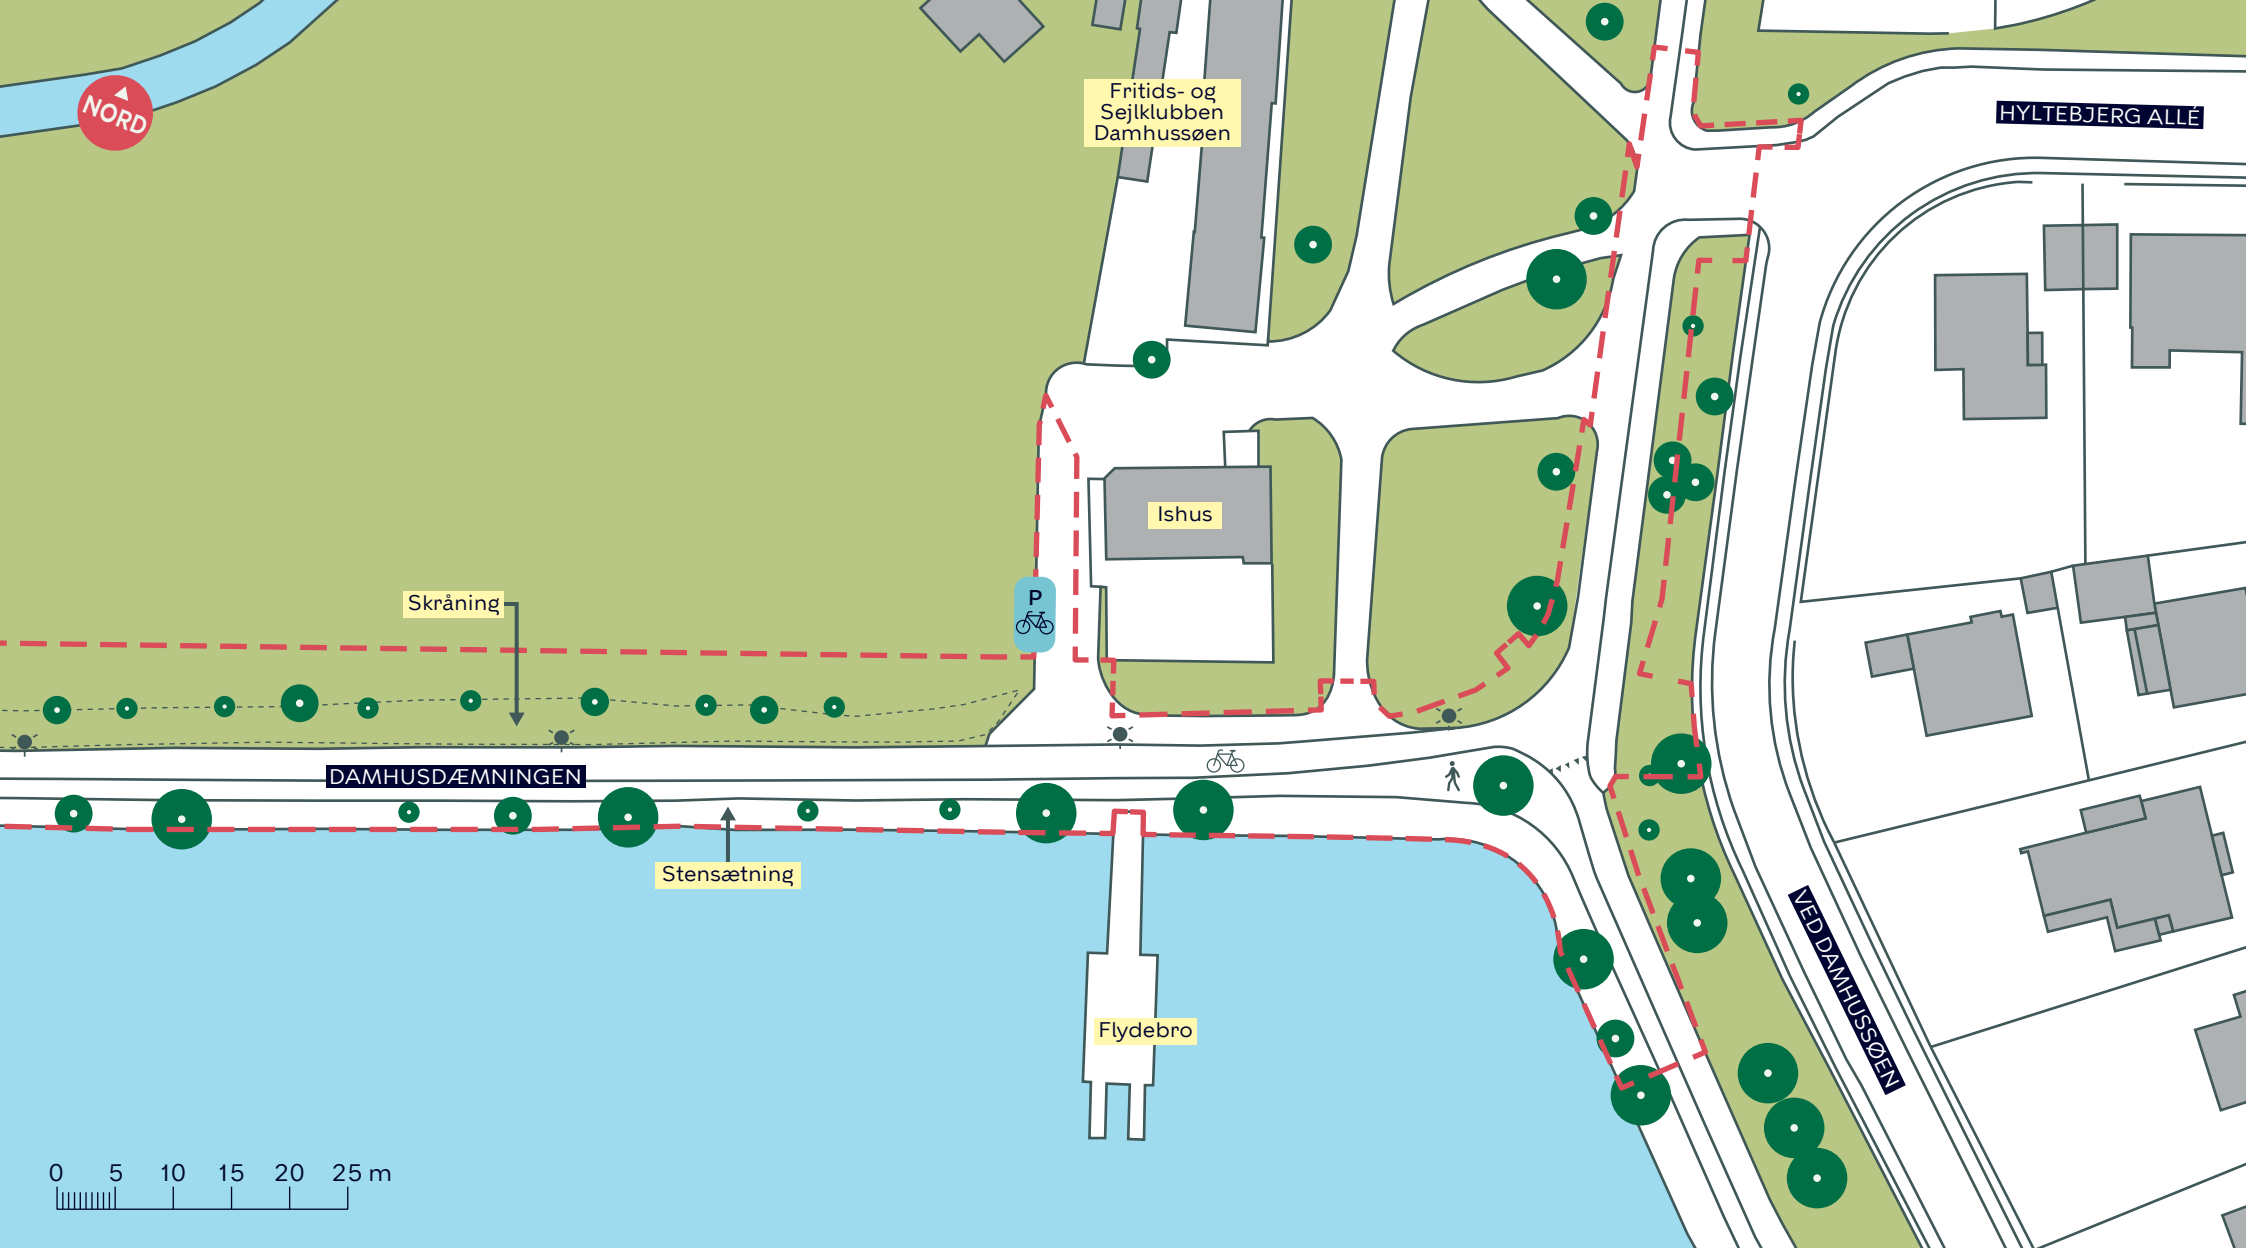 NORD
Fritids- og
Sejlklubben
Damhussøen
HYLTEBJERG ALLÉ
Ishus
Skråning
P
DAMHUSDÆMNINGEN
Stensætning
VED DAMHUSSØEN
Flydebro
0 5 10 15 20 25 m